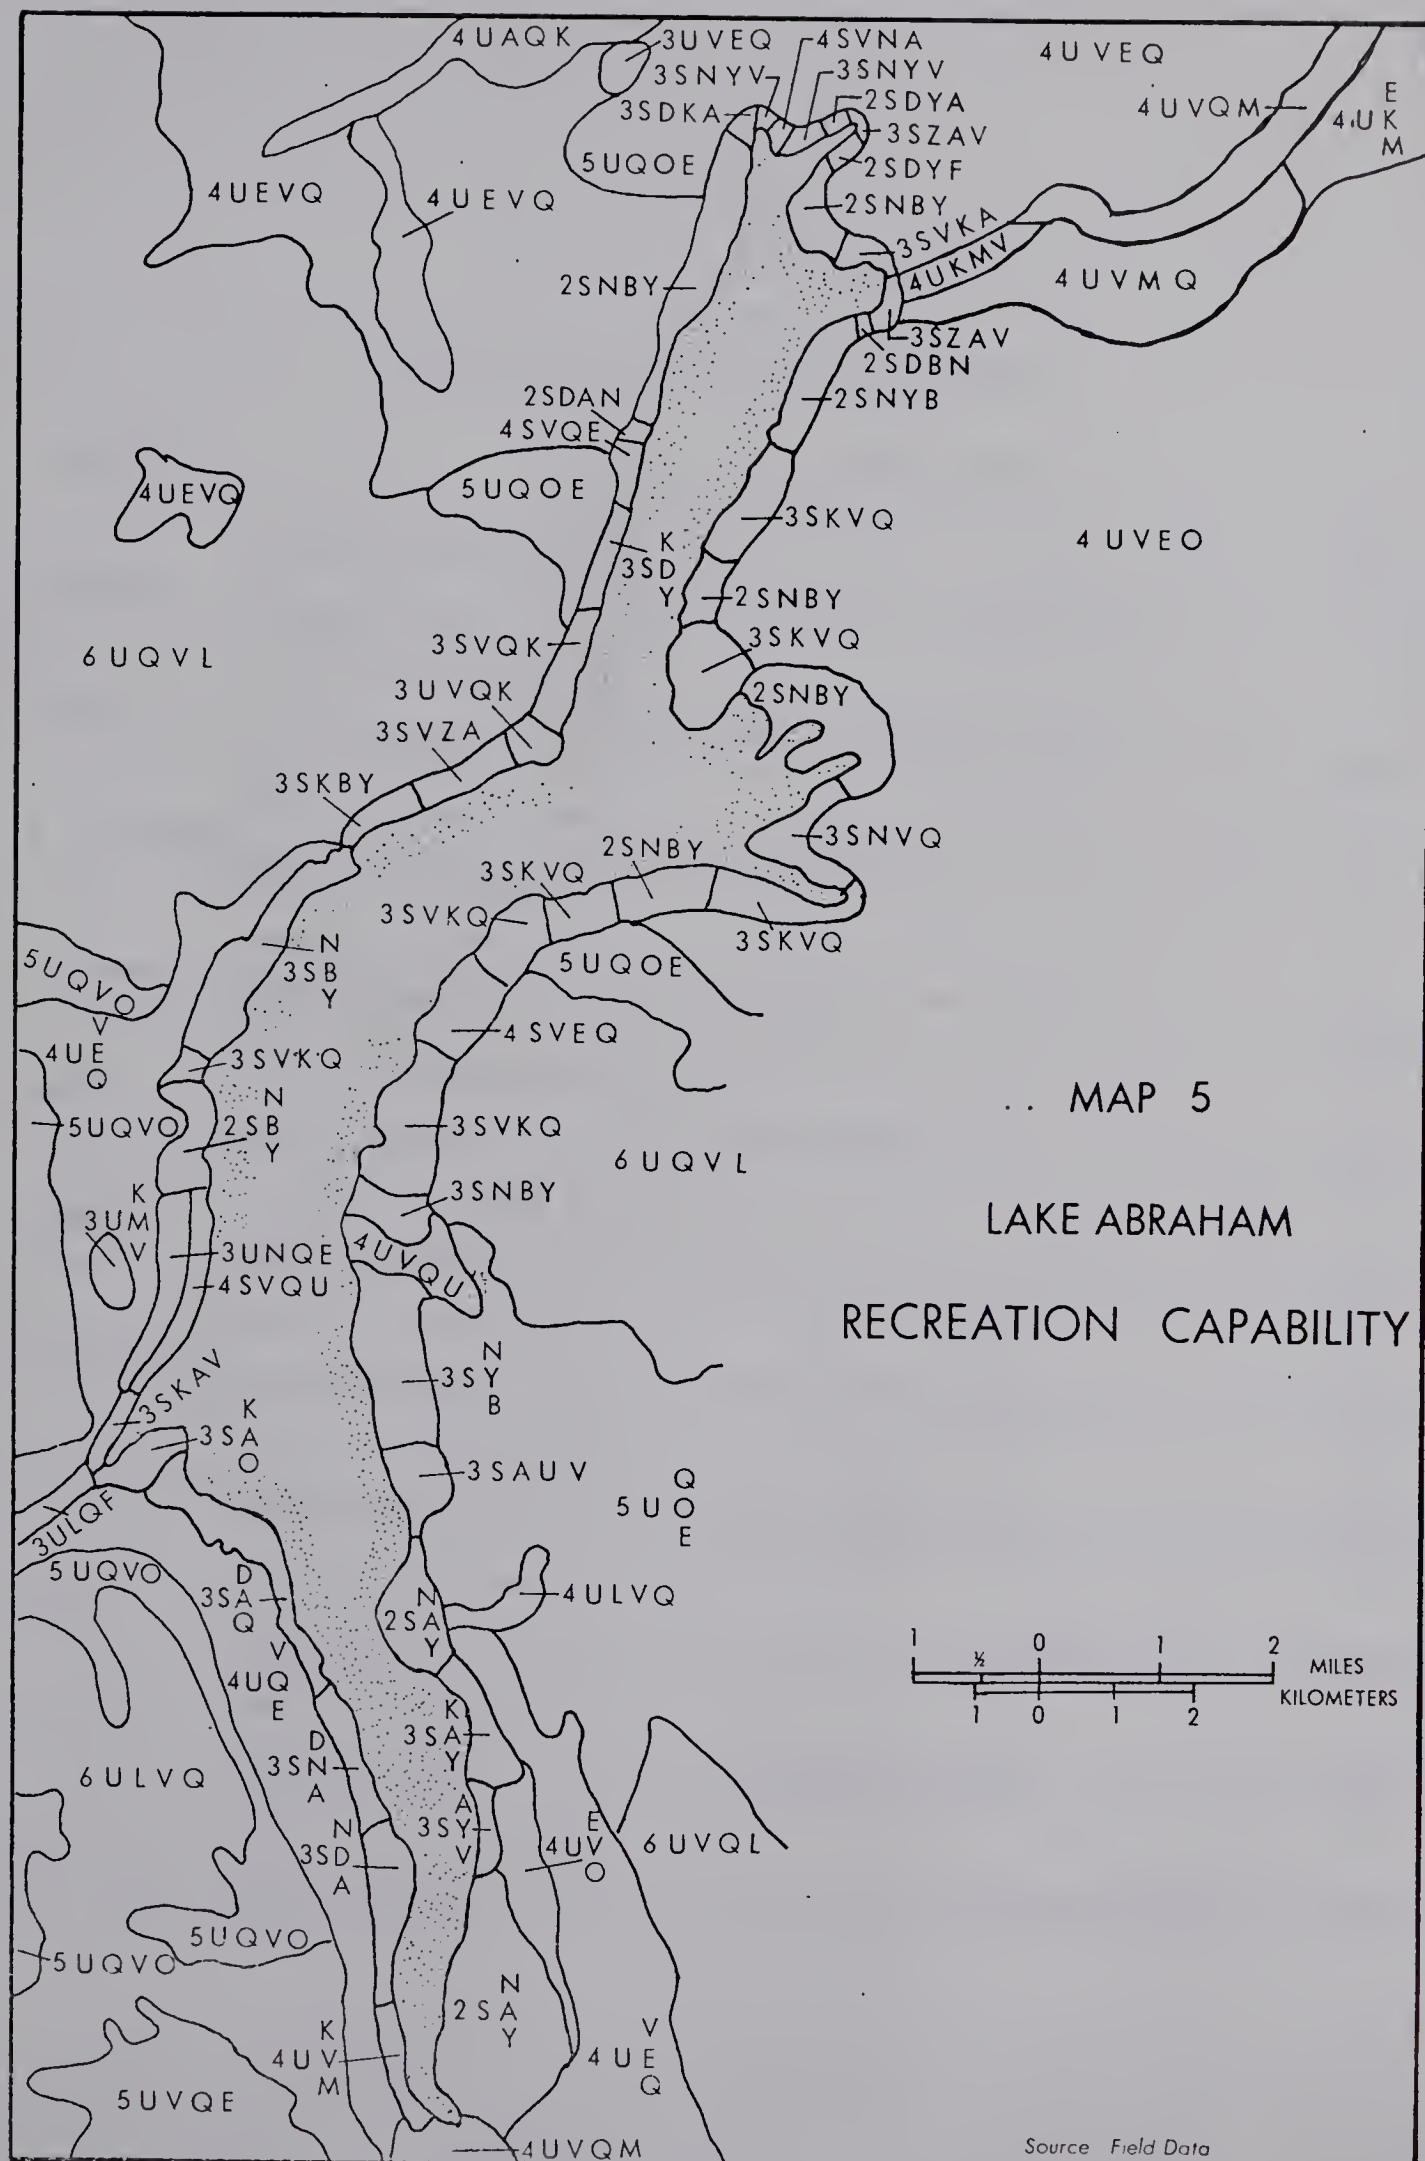 4UAQK
3UVEQ
4SVNA
3SNYV
3SNYV
4UVEQ
2SDYA
3SDKA
4UVQM
E
4UK
M
3SZAV
5UQOE
2SDYF
4UEVQ
4UEVQ
2SNBY
3SVKA
4UKMV
4UVMQ
2SNBY
3SZAV
2SDBN
2SDAN
2SNYB
4SVQE
5UQOE
4UEVQ
3SKVQ
4UVEO
K
3SD
Y
2SNBY
3SVQK
3SKVQ
6UQVL
3UVQK
2SNBY
3SVZA
3SKBY
3SNVQ
2SNBY
3SKVQ
3SVKQ
3SKVQ
N
3SB
Y
5UQOE
5UQVO
4SVEQ
V
4UE
Q
3SVKQ
N
2SB
Y
5UQVO
3SVKQ
MAP 5
6UQVL
3SNBY
K
3UM
V
LAKE ABRAHAM
3UNQE
4UVQU
4SVQU
RECREATION CAPABILITY
N
3SY
B
3SKAV
K
3SA
O
3SAUV
Q
5UO
E
3ULQF
5UQVO
D
3SA
Q
4ULVQ
N
2SA
Y
V
4UQ
E
1 ½ 0 1 2
MILES
KILOMETERS
1 0 1 2
K
3SA
Y
D
3SN
A
6ULVQ
A
3SY
V
N
3SD
A
E
4UV
O
6UVQL
5UQVO
5UQVO
N
2SA
Y
K
4UV
M
V
4UE
Q
5UVQE
4UVQM
Source Field Data